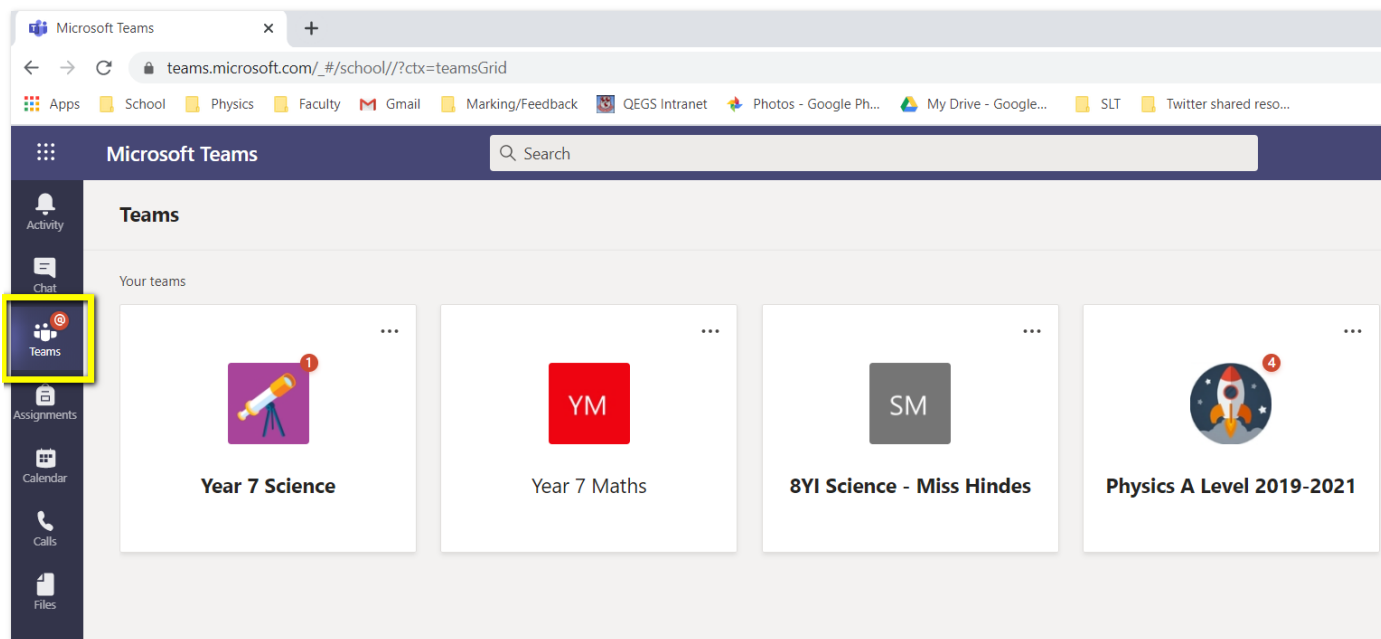 Microsoft Teams
teams.microsoft.com/_#/school//?ctx=teamsGrid
Apps School Physics Faculty Gmail Marking/Feedback QEGS Intranet Photos - Google Ph... My Drive - Google... SLT Twitter shared reso...
Microsoft Teams Search
Activity
Chat
@
Teams
Assignments
Calendar
Calls
Files
Teams
Your teams
1
Year 7 Science
YM
Year 7 Maths
SM
8YI Science - Miss Hindes
4
Physics A Level 2019-2021